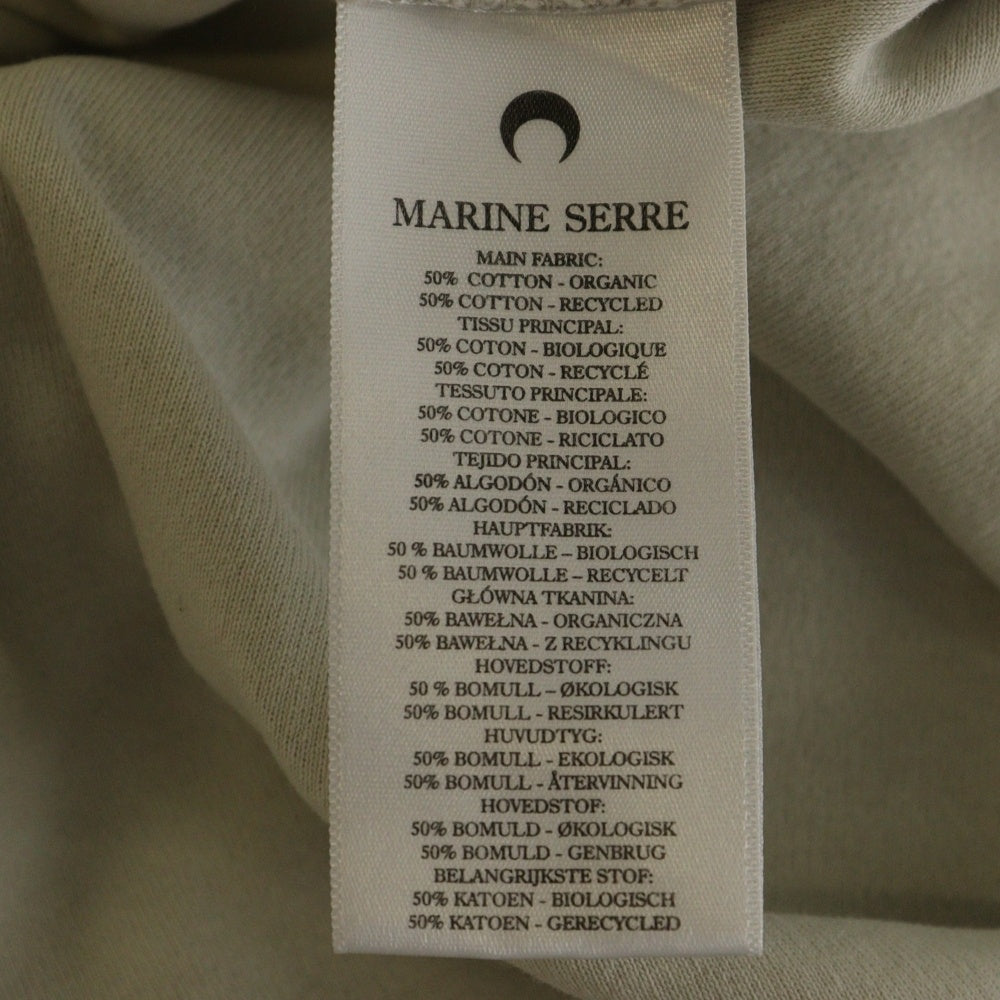 MARINE SERRE
MAIN FABRIC:
50% COTTON - ORGANIC
50% COTTON - RECYCLED
TISSU PRINCIPAL:
50% COTON - BIOLOGIQUE
50% COTON - RECYCLÉ
TESSUTO PRINCIPALE:
50% COTONE - BIOLOGICO
50% COTONE - RICICLATO
TEJIDO PRINCIPAL:
50% ALGODÓN - ORGÁNICO
50% ALGODÓN - RECICLADO
HAUPTFABRIK:
50 % BAUMWOLLE – BIOLOGISCH
50 % BAUMWOLLE – RECYCELT
GŁÓWNA TKANINA:
50% BAWEŁNA - ORGANICZNA
50% BAWEŁNA - Z RECYKLINGU
HOVEDSTOFF:
50 % BOMULL – ØKOLOGISK
50% BOMULL - RESIRKULERT
HUVUDTYG:
50% BOMULL - EKOLOGISK
50% BOMULL - ÅTERVINNING
HOVEDSTOF:
50% BOMULD - ØKOLOGISK
50% BOMULD - GENBRUG
BELANGRIJKSTE STOF:
50% KATOEN - BIOLOGISCH
50% KATOEN - GERECYCLED